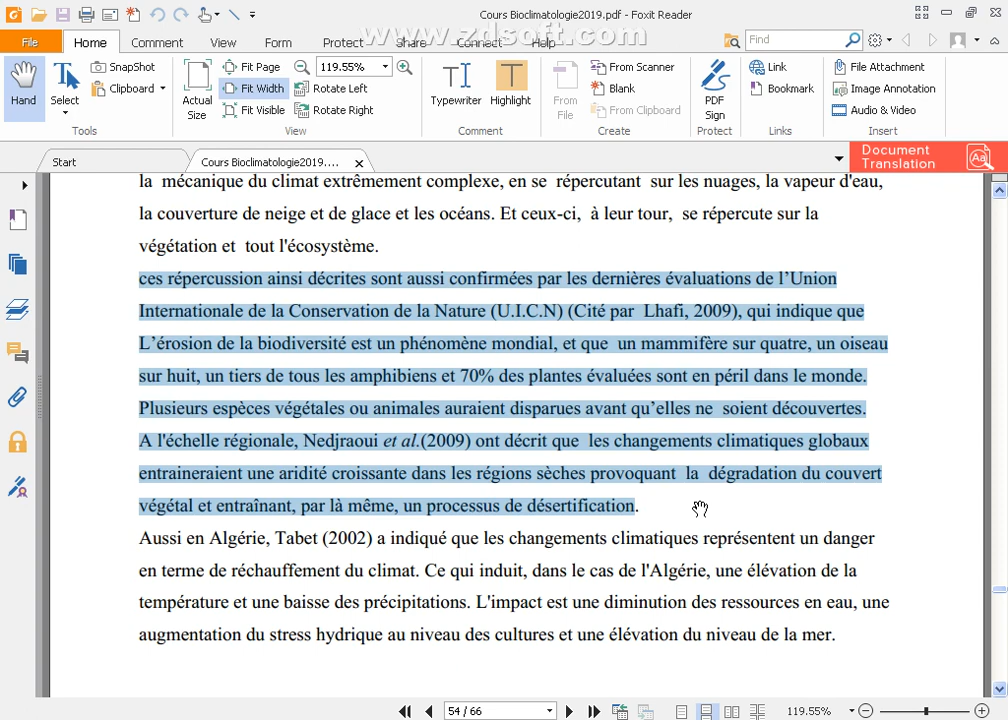 Cours Bioclimatologie2019.pdf - Foxit Reader
www.zdsoft.com
File Home Comment View Form Protect Share Connect Help Find
Hand
Select
SnapShot
Clipboard
Tools
Actual Size
Fit Page
Fit Width
Fit Visible
119.55%
Rotate Left
Rotate Right
View
Typewriter
Highlight
Comment
From File
From Scanner
Blank
From Clipboard
Create
PDF Sign
Protect
Link
Bookmark
Links
File Attachment
Image Annotation
Audio & Video
Insert
Start
Cours Bioclimatologie2019....
Document Translation
la mécanique du climat extrêmement complexe, en se répercutant sur les nuages, la vapeur d'eau,
la couverture de neige et de glace et les océans. Et ceux-ci, à leur tour, se répercute sur la
végétation et tout l'écosystème.
ces répercussion ainsi décrites sont aussi confirmées par les dernières évaluations de l’Union
Internationale de la Conservation de la Nature (U.I.C.N) (Cité par Lhafi, 2009), qui indique que
L’érosion de la biodiversité est un phénomène mondial, et que un mammifère sur quatre, un oiseau
sur huit, un tiers de tous les amphibiens et 70% des plantes évaluées sont en péril dans le monde.
Plusieurs espèces végétales ou animales auraient disparues avant qu’elles ne soient découvertes.
A l'échelle régionale, Nedjraoui et al.(2009) ont décrit que les changements climatiques globaux
entraineraient une aridité croissante dans les régions sèches provoquant la dégradation du couvert
végétal et entraînant, par là même, un processus de désertification.
Aussi en Algérie, Tabet (2002) a indiqué que les changements climatiques représentent un danger
en terme de réchauffement du climat. Ce qui induit, dans le cas de l'Algérie, une élévation de la
température et une baisse des précipitations. L'impact est une diminution des ressources en eau, une
augmentation du stress hydrique au niveau des cultures et une élévation du niveau de la mer.
54 / 66
119.55%